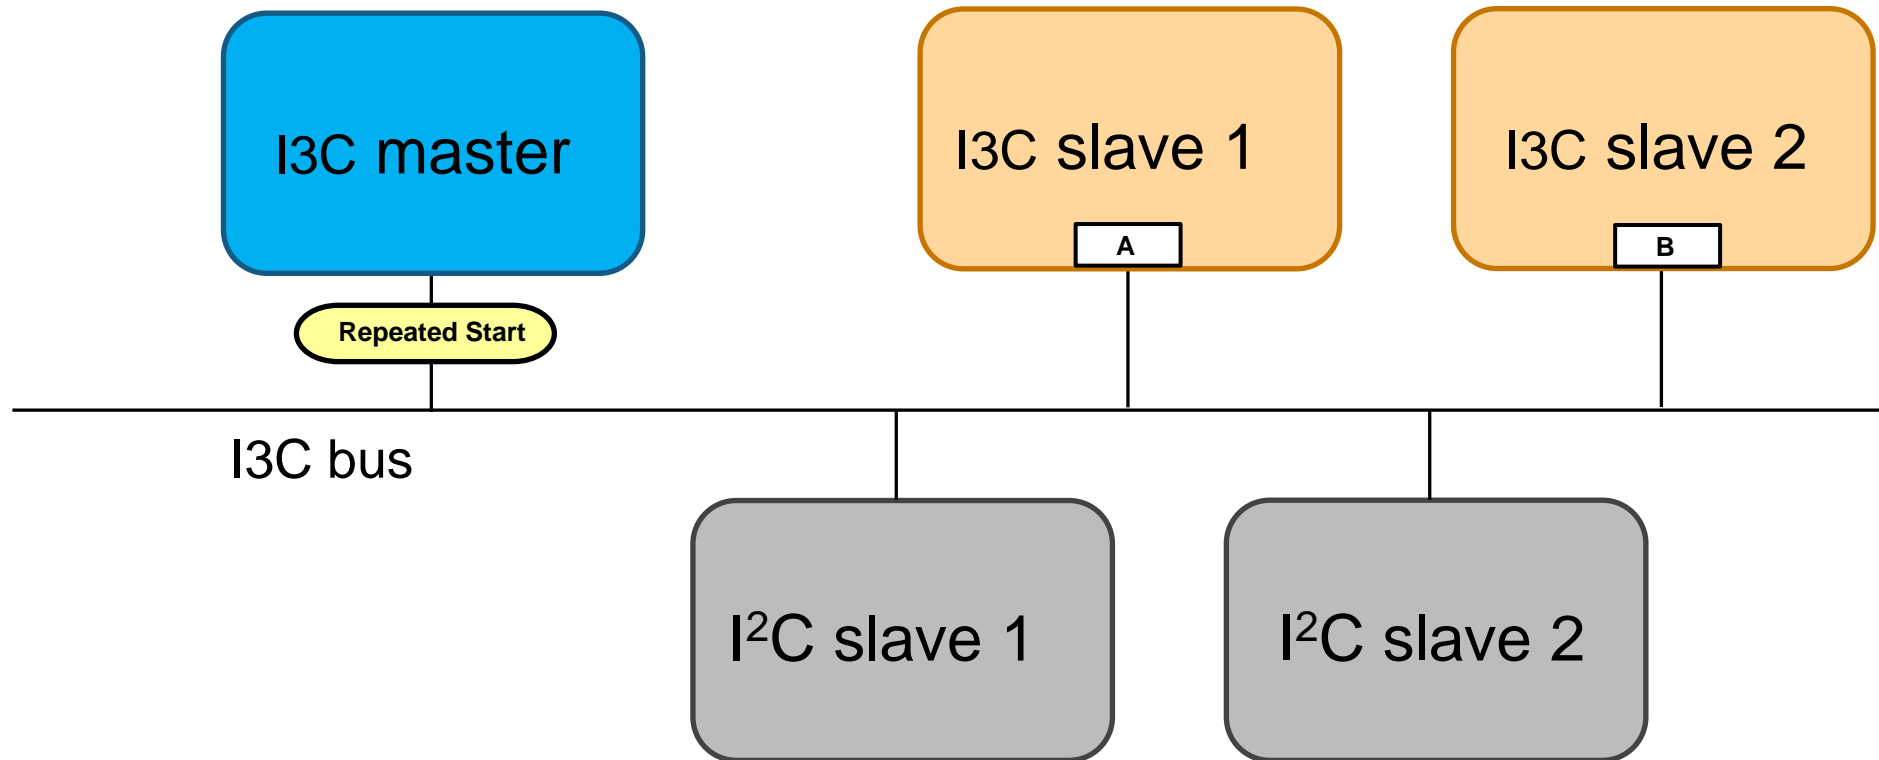 I3C master
I3C slave 1
I3C slave 2
A
B
Repeated Start
I3C bus
I²C slave 1
I²C slave 2